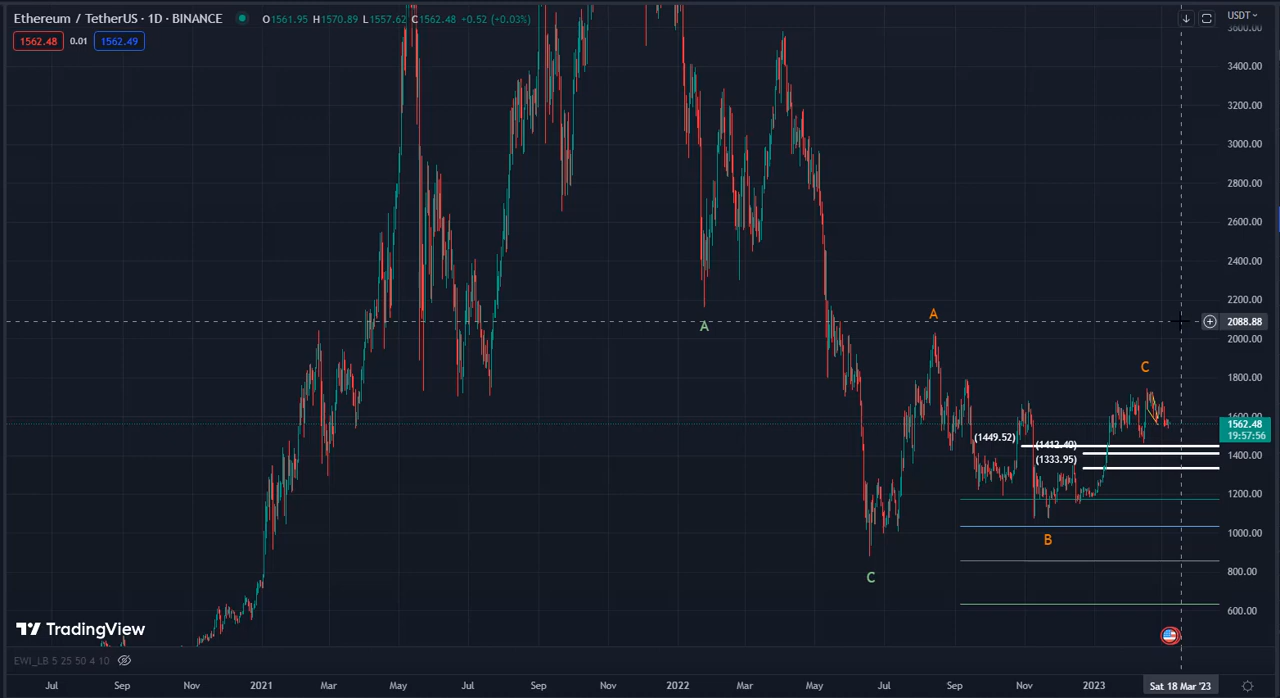 Ethereum / TetherUS · 1D · BINANCE O1561.95 H1570.89 L1557.62 C1562.48 +0.52 (+0.03%)
USDT
1562.48 0.01 1562.49
3600.00
3400.00
3200.00
3000.00
2800.00
2600.00
2400.00
2200.00
A
A
2088.88
2000.00
C
1800.00
1600.00
1562.48
19:57:56
(1449.52)
(1412.40)
(1333.95)
1400.00
1200.00
B
1000.00
C
800.00
600.00
TradingView
EWI_LB 5 25 50 4 10
Jul Sep Nov 2021 Mar May Jul Sep Nov 2022 Mar May Jul Sep Nov 2023 Sat 18 Mar '23